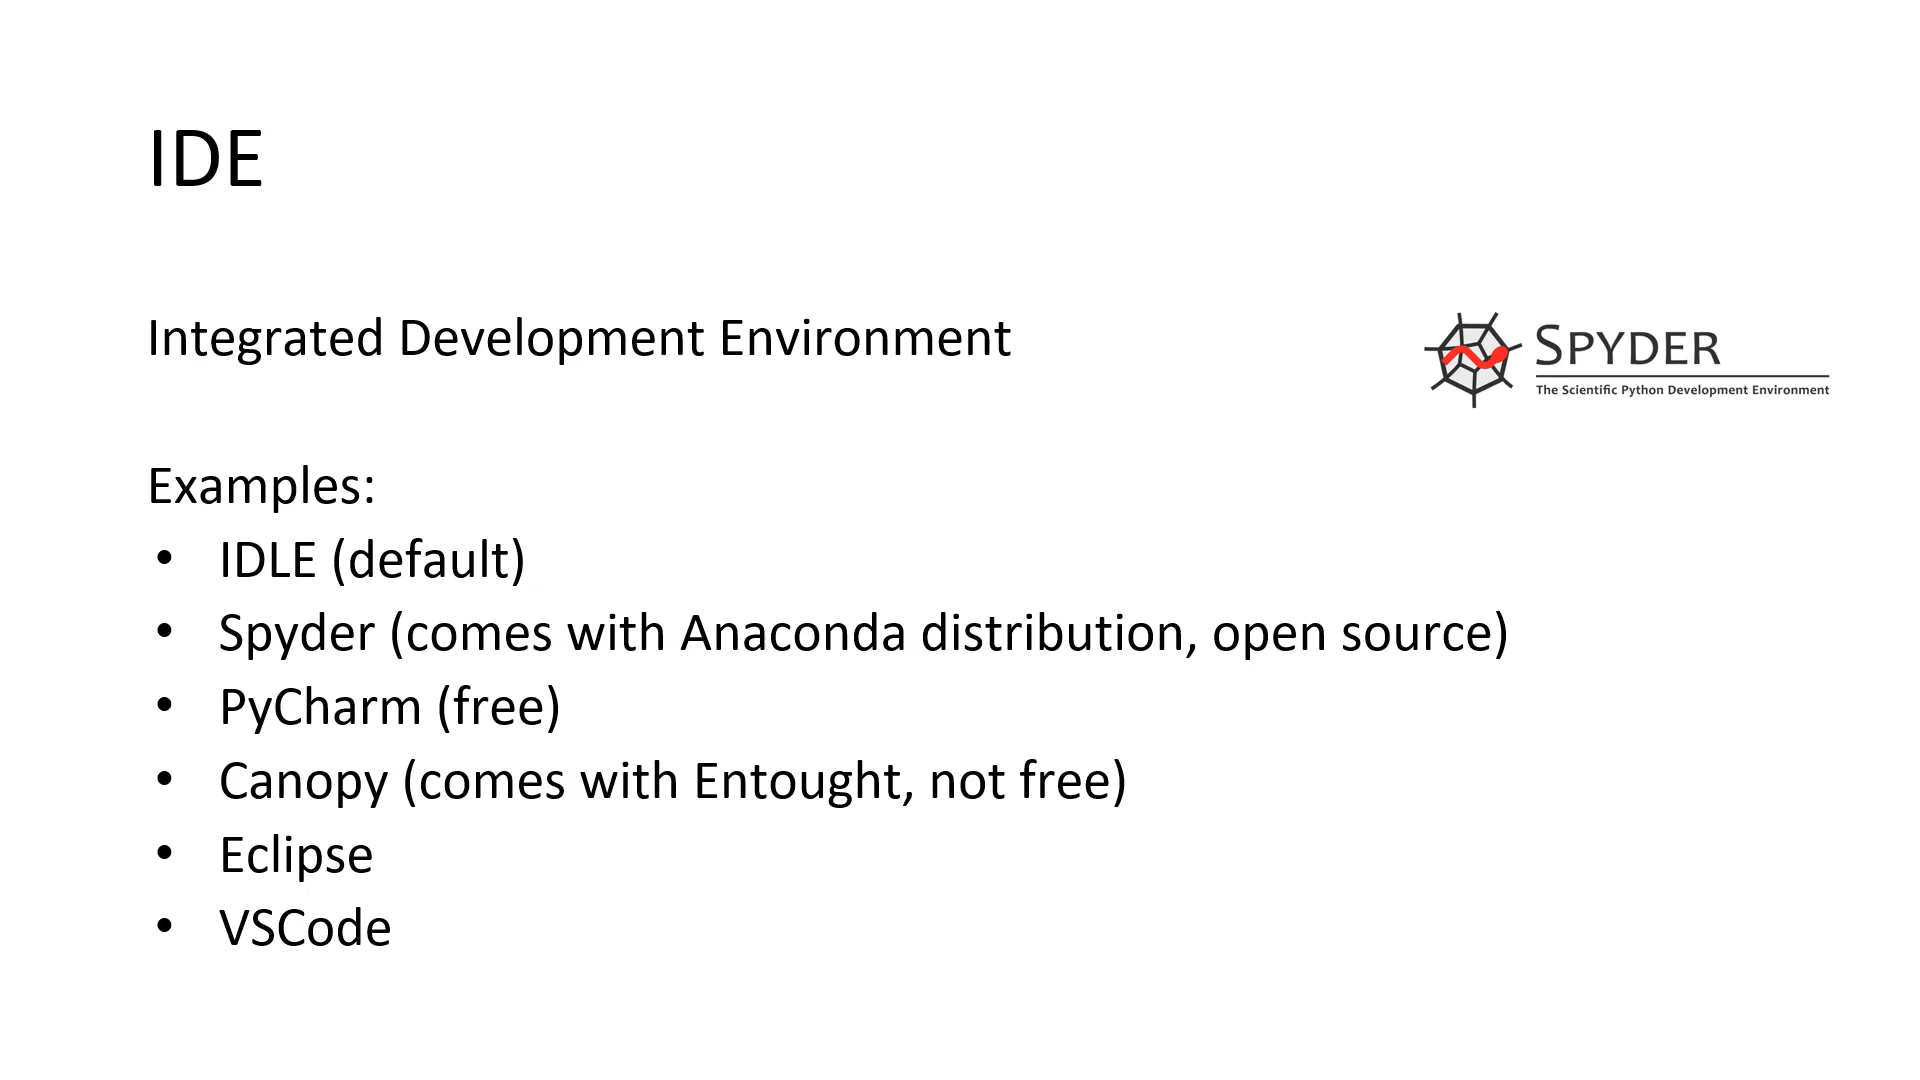 IDE
Integrated Development Environment
SPYDER
The Scientific Python Development Environment
Examples:
• IDLE (default)
• Spyder (comes with Anaconda distribution, open source)
• PyCharm (free)
• Canopy (comes with Entought, not free)
• Eclipse
• VSCode